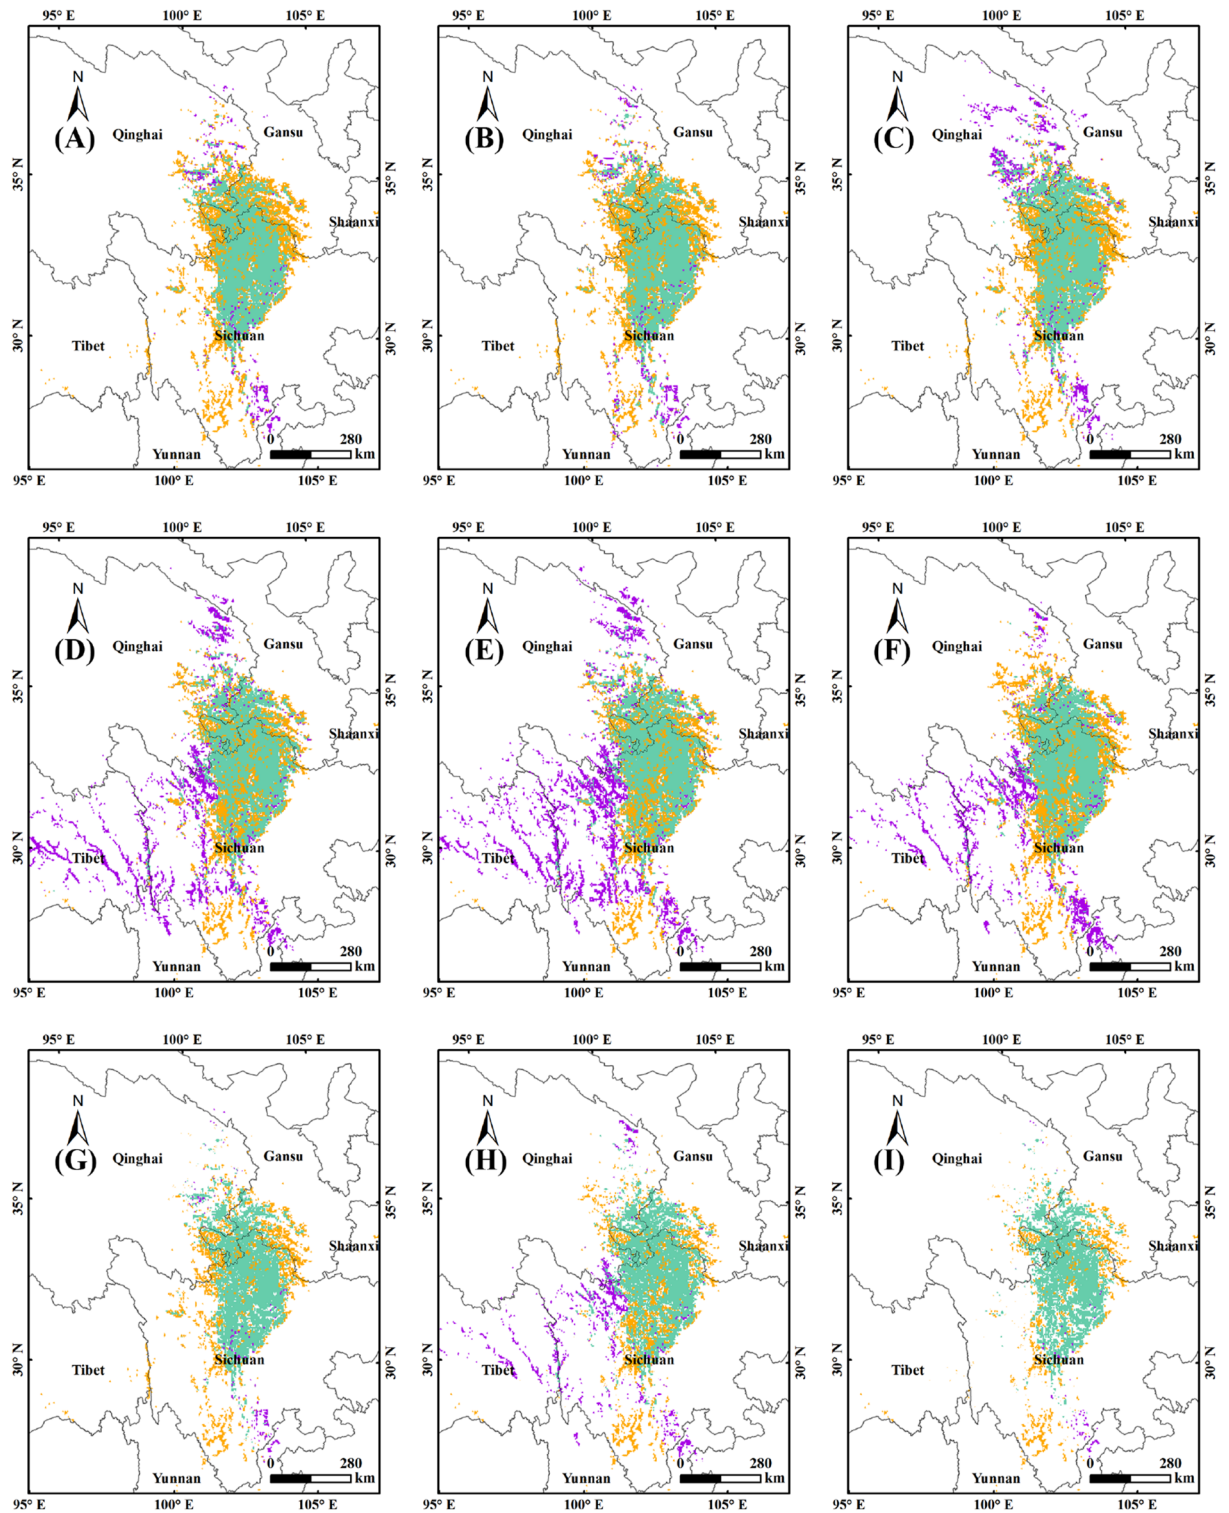 95° E 100° E 105° E 95° E 100° E 105° E 95° E 100° E 105° E
N N N
(A) Qinghai Gansu (B) Qinghai Gansu (C) Qinghai Gansu
35° N 35° N 35° N 35° N 35° N 35° N
Shaanxi Shaanxi Shaanxi
30° N Tibet Sichuan 30° N 30° N Tibet Sichuan 30° N 30° N Tibet Sichuan 30° N
0 280 0 280 0 280
Yunnan km Yunnan km Yunnan km
95° E 100° E 105° E 95° E 100° E 105° E 95° E 100° E 105° E
95° E 100° E 105° E 95° E 100° E 105° E 95° E 100° E 105° E
N N N
(D) Qinghai Gansu (E) Qinghai Gansu (F) Qinghai Gansu
35° N 35° N 35° N 35° N 35° N 35° N
Shaanxi Shaanxi Shaanxi
30° N Tibet Sichuan 30° N 30° N Tibet Sichuan 30° N 30° N Tibet Sichuan 30° N
0 280 0 280 0 280
Yunnan km Yunnan km Yunnan km
95° E 100° E 105° E 95° E 100° E 105° E 95° E 100° E 105° E
95° E 100° E 105° E 95° E 100° E 105° E 95° E 100° E 105° E
N N N
(G) Qinghai Gansu (H) Qinghai Gansu (I) Qinghai Gansu
35° N 35° N 35° N 35° N 35° N 35° N
Shaanxi Shaanxi Shaanxi
30° N Tibet Sichuan 30° N 30° N Tibet Sichuan 30° N 30° N Tibet Sichuan 30° N
0 280 0 280 0 280
Yunnan km Yunnan km Yunnan km
95° E 100° E 105° E 95° E 100° E 105° E 95° E 100° E 105° E